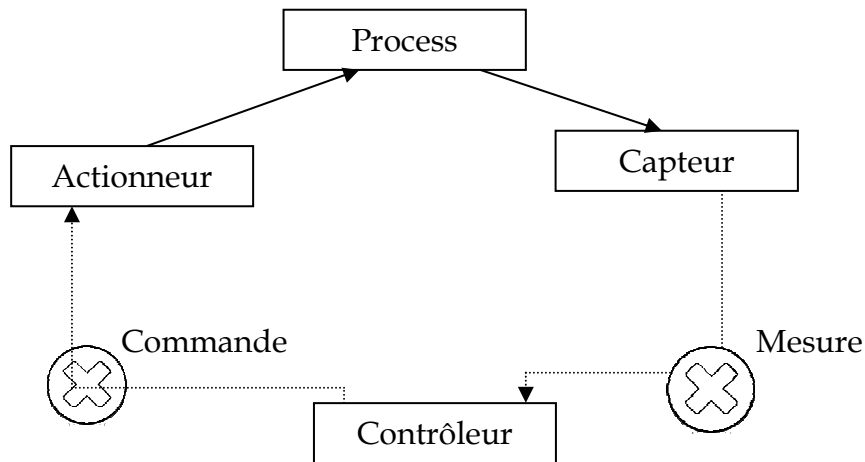 Process
Actionneur
Capteur
Commande
Mesure
Contrôleur